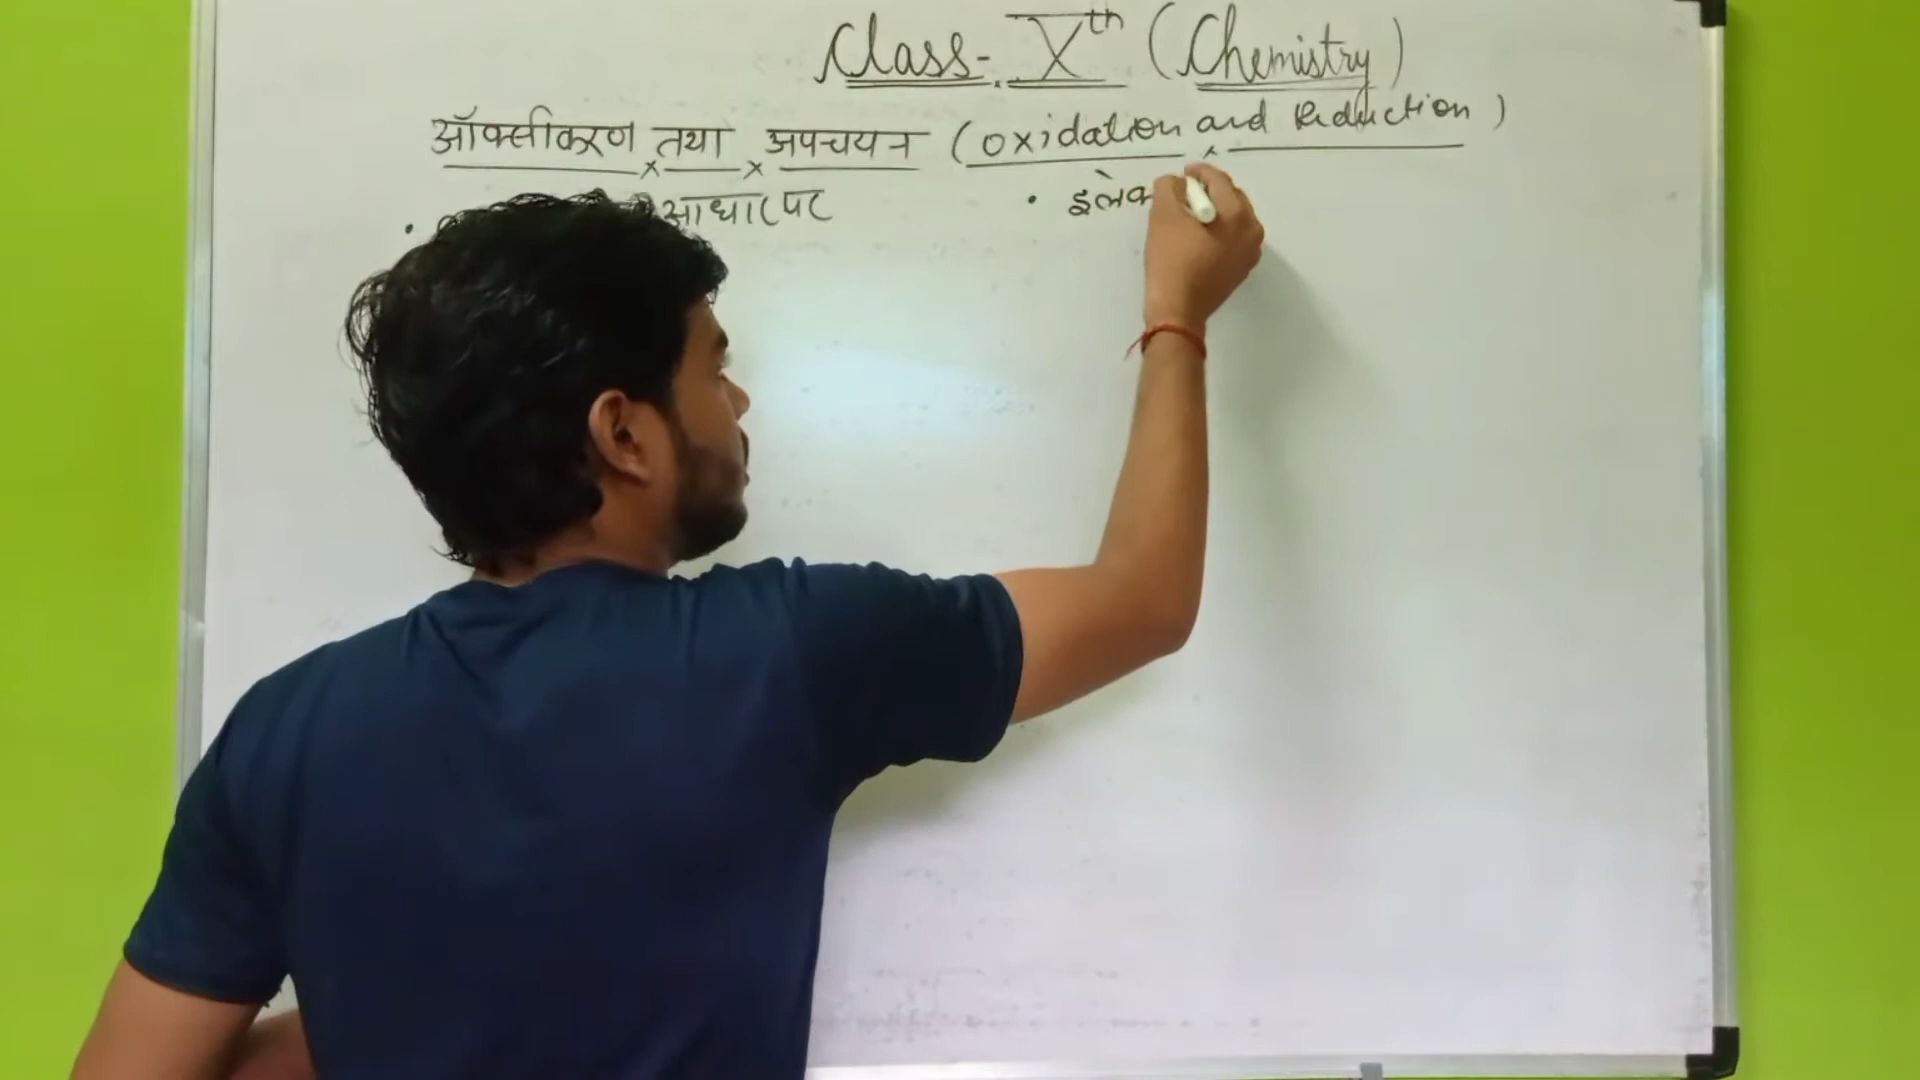 Class- Xth (Chemistry)
ऑक्सीकरण तथा अपचयन (oxidation and Reduction)
• आधार पर • इलेक